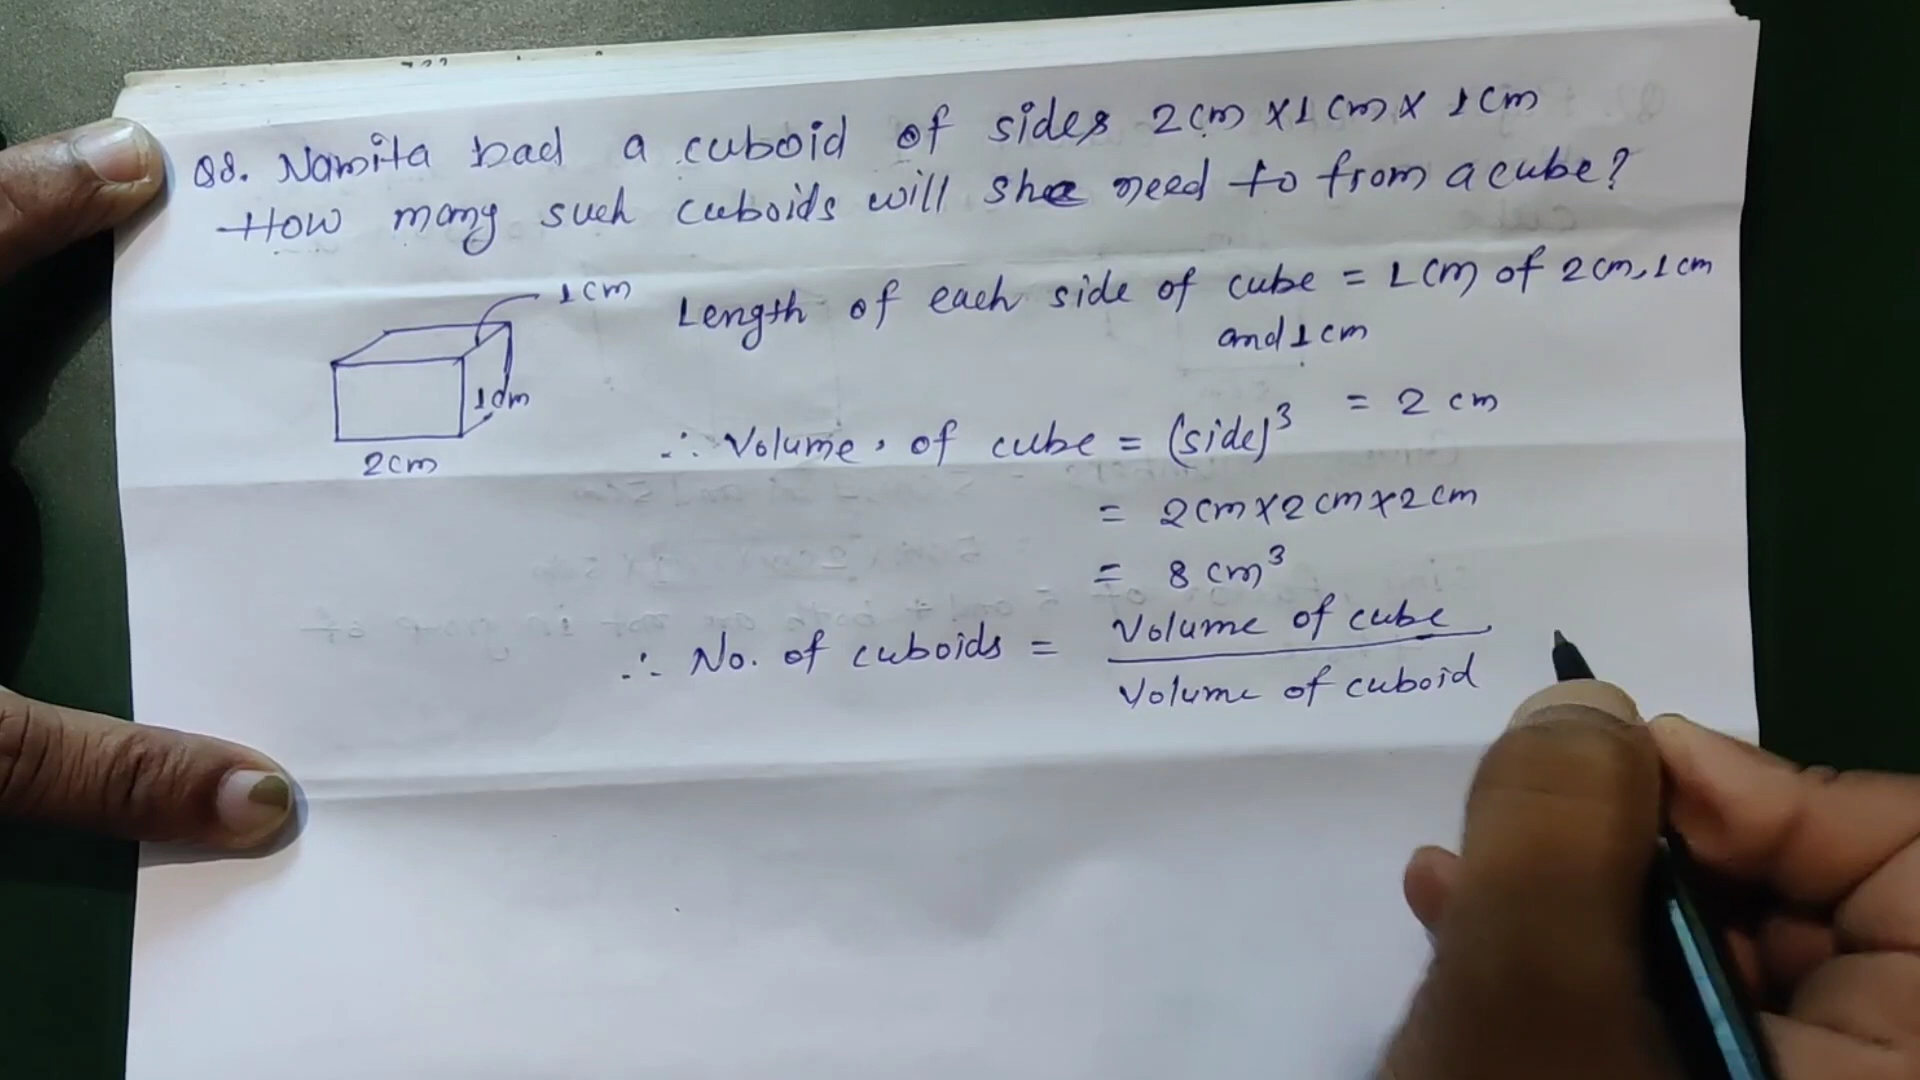 Q8. Namita had a cuboid of sides 2cm x 1cm x 1cm
How many such cuboids will she need to from a cube?
1cm
1cm
2cm
Length of each side of cube = LCM of 2cm, 1cm
and 1cm
= 2 cm
∴ Volume of cube = (side)³
= 2cm x 2cm x 2cm
= 8 cm³
∴ No. of cuboids = Volume of cube
Volume of cuboid